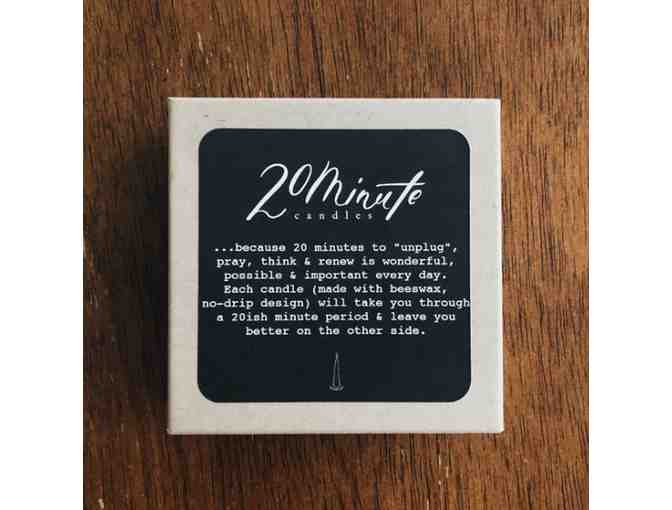 20 Minute
candles
...because 20 minutes to "unplug",
pray, think & renew is wonderful,
possible & important every day.
Each candle (made with beeswax,
no-drip design) will take you through
a 20ish minute period & leave you
better on the other side.